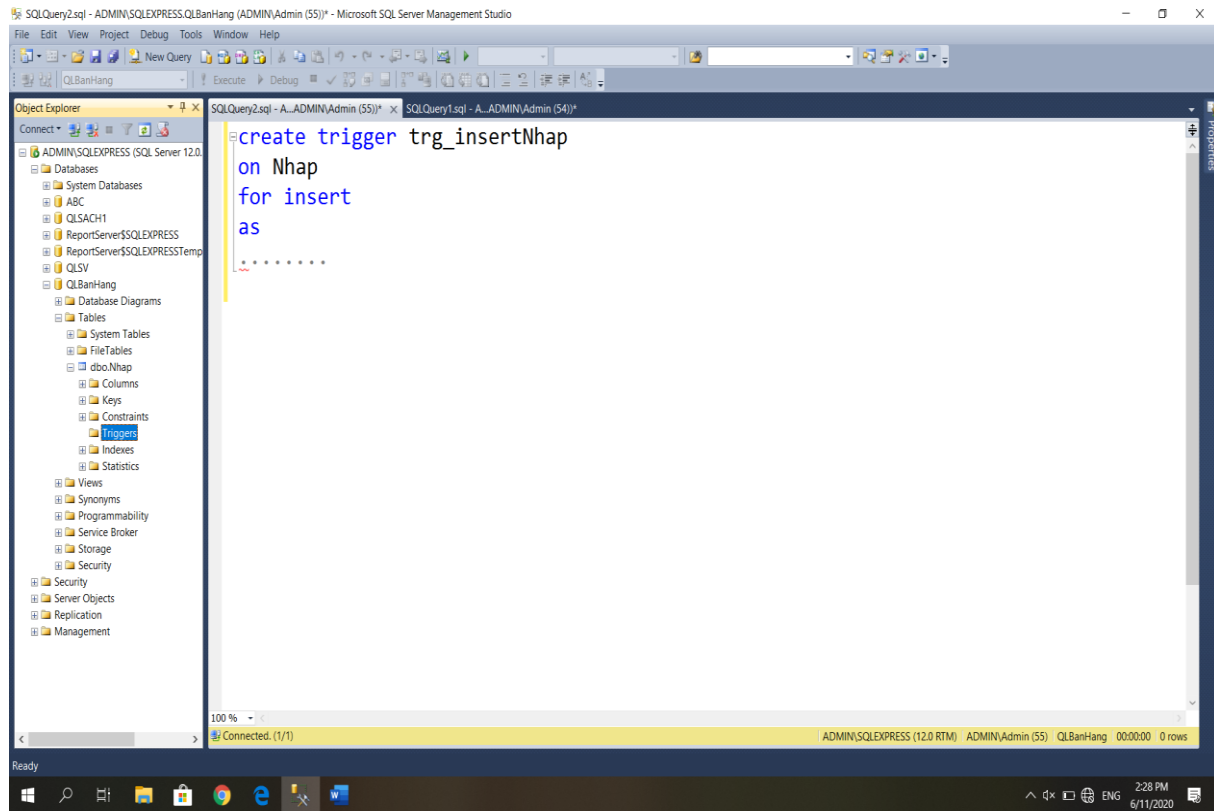 SQLQuery2.sql - ADMIN\SQLEXPRESS.QLBanHang (ADMIN\Admin (55))* - Microsoft SQL Server Management Studio
File Edit View Project Debug Tools Window Help
New Query
QLBanHang Execute Debug
Object Explorer
SQLQuery2.sql - A...ADMIN\Admin (55))* SQLQuery1.sql - A...ADMIN\Admin (54))*
Properties
Connect
ADMIN\SQLEXPRESS (SQL Server 12.0.
Databases
System Databases
ABC
QLSACH1
ReportServer$SQLEXPRESS
ReportServer$SQLEXPRESSTemp
QLSV
QLBanHang
Database Diagrams
Tables
System Tables
FileTables
dbo.Nhap
Columns
Keys
Constraints
Triggers
Indexes
Statistics
Views
Synonyms
Programmability
Service Broker
Storage
Security
Security
Server Objects
Replication
Management
create trigger trg_insertNhap
on Nhap
for insert
as
........
100 %
Connected. (1/1) ADMIN\SQLEXPRESS (12.0 RTM) ADMIN\Admin (55) QLBanHang 00:00:00 0 rows
Ready
ENG 2:28 PM
6/11/2020